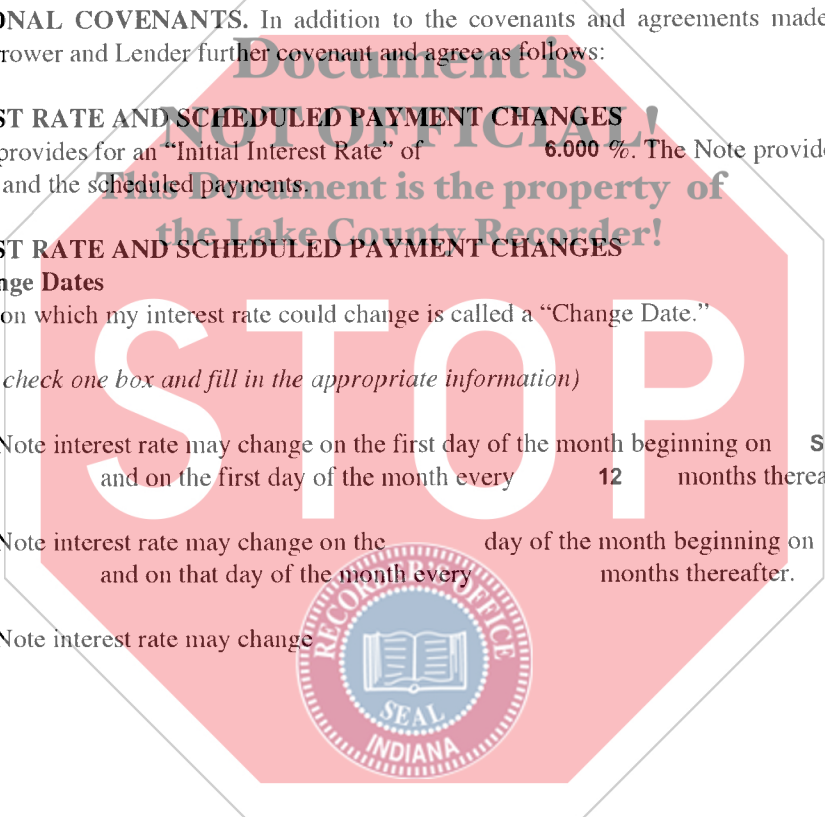 ONAL COVENANTS. In addition to the covenants and agreements made
rower and Lender further covenant and agree as follows:
Document is
NOT OFFICIAL!
ST RATE AND SCHEDULED PAYMENT CHANGES
provides for an “Initial Interest Rate” of 6.000 %. The Note provide
and the scheduled payments.
This Document is the property of
the Lake County Recorder!
ST RATE AND SCHEDULED PAYMENT CHANGES
nge Dates
on which my interest rate could change is called a “Change Date.”
STOP
check one box and fill in the appropriate information)
Note interest rate may change on the first day of the month beginning on S
and on the first day of the month every 12 months therea
Note interest rate may change on the day of the month beginning on
and on that day of the month every months thereafter.
Note interest rate may change
RECORDER'S OFFICE
SEAL
INDIANA